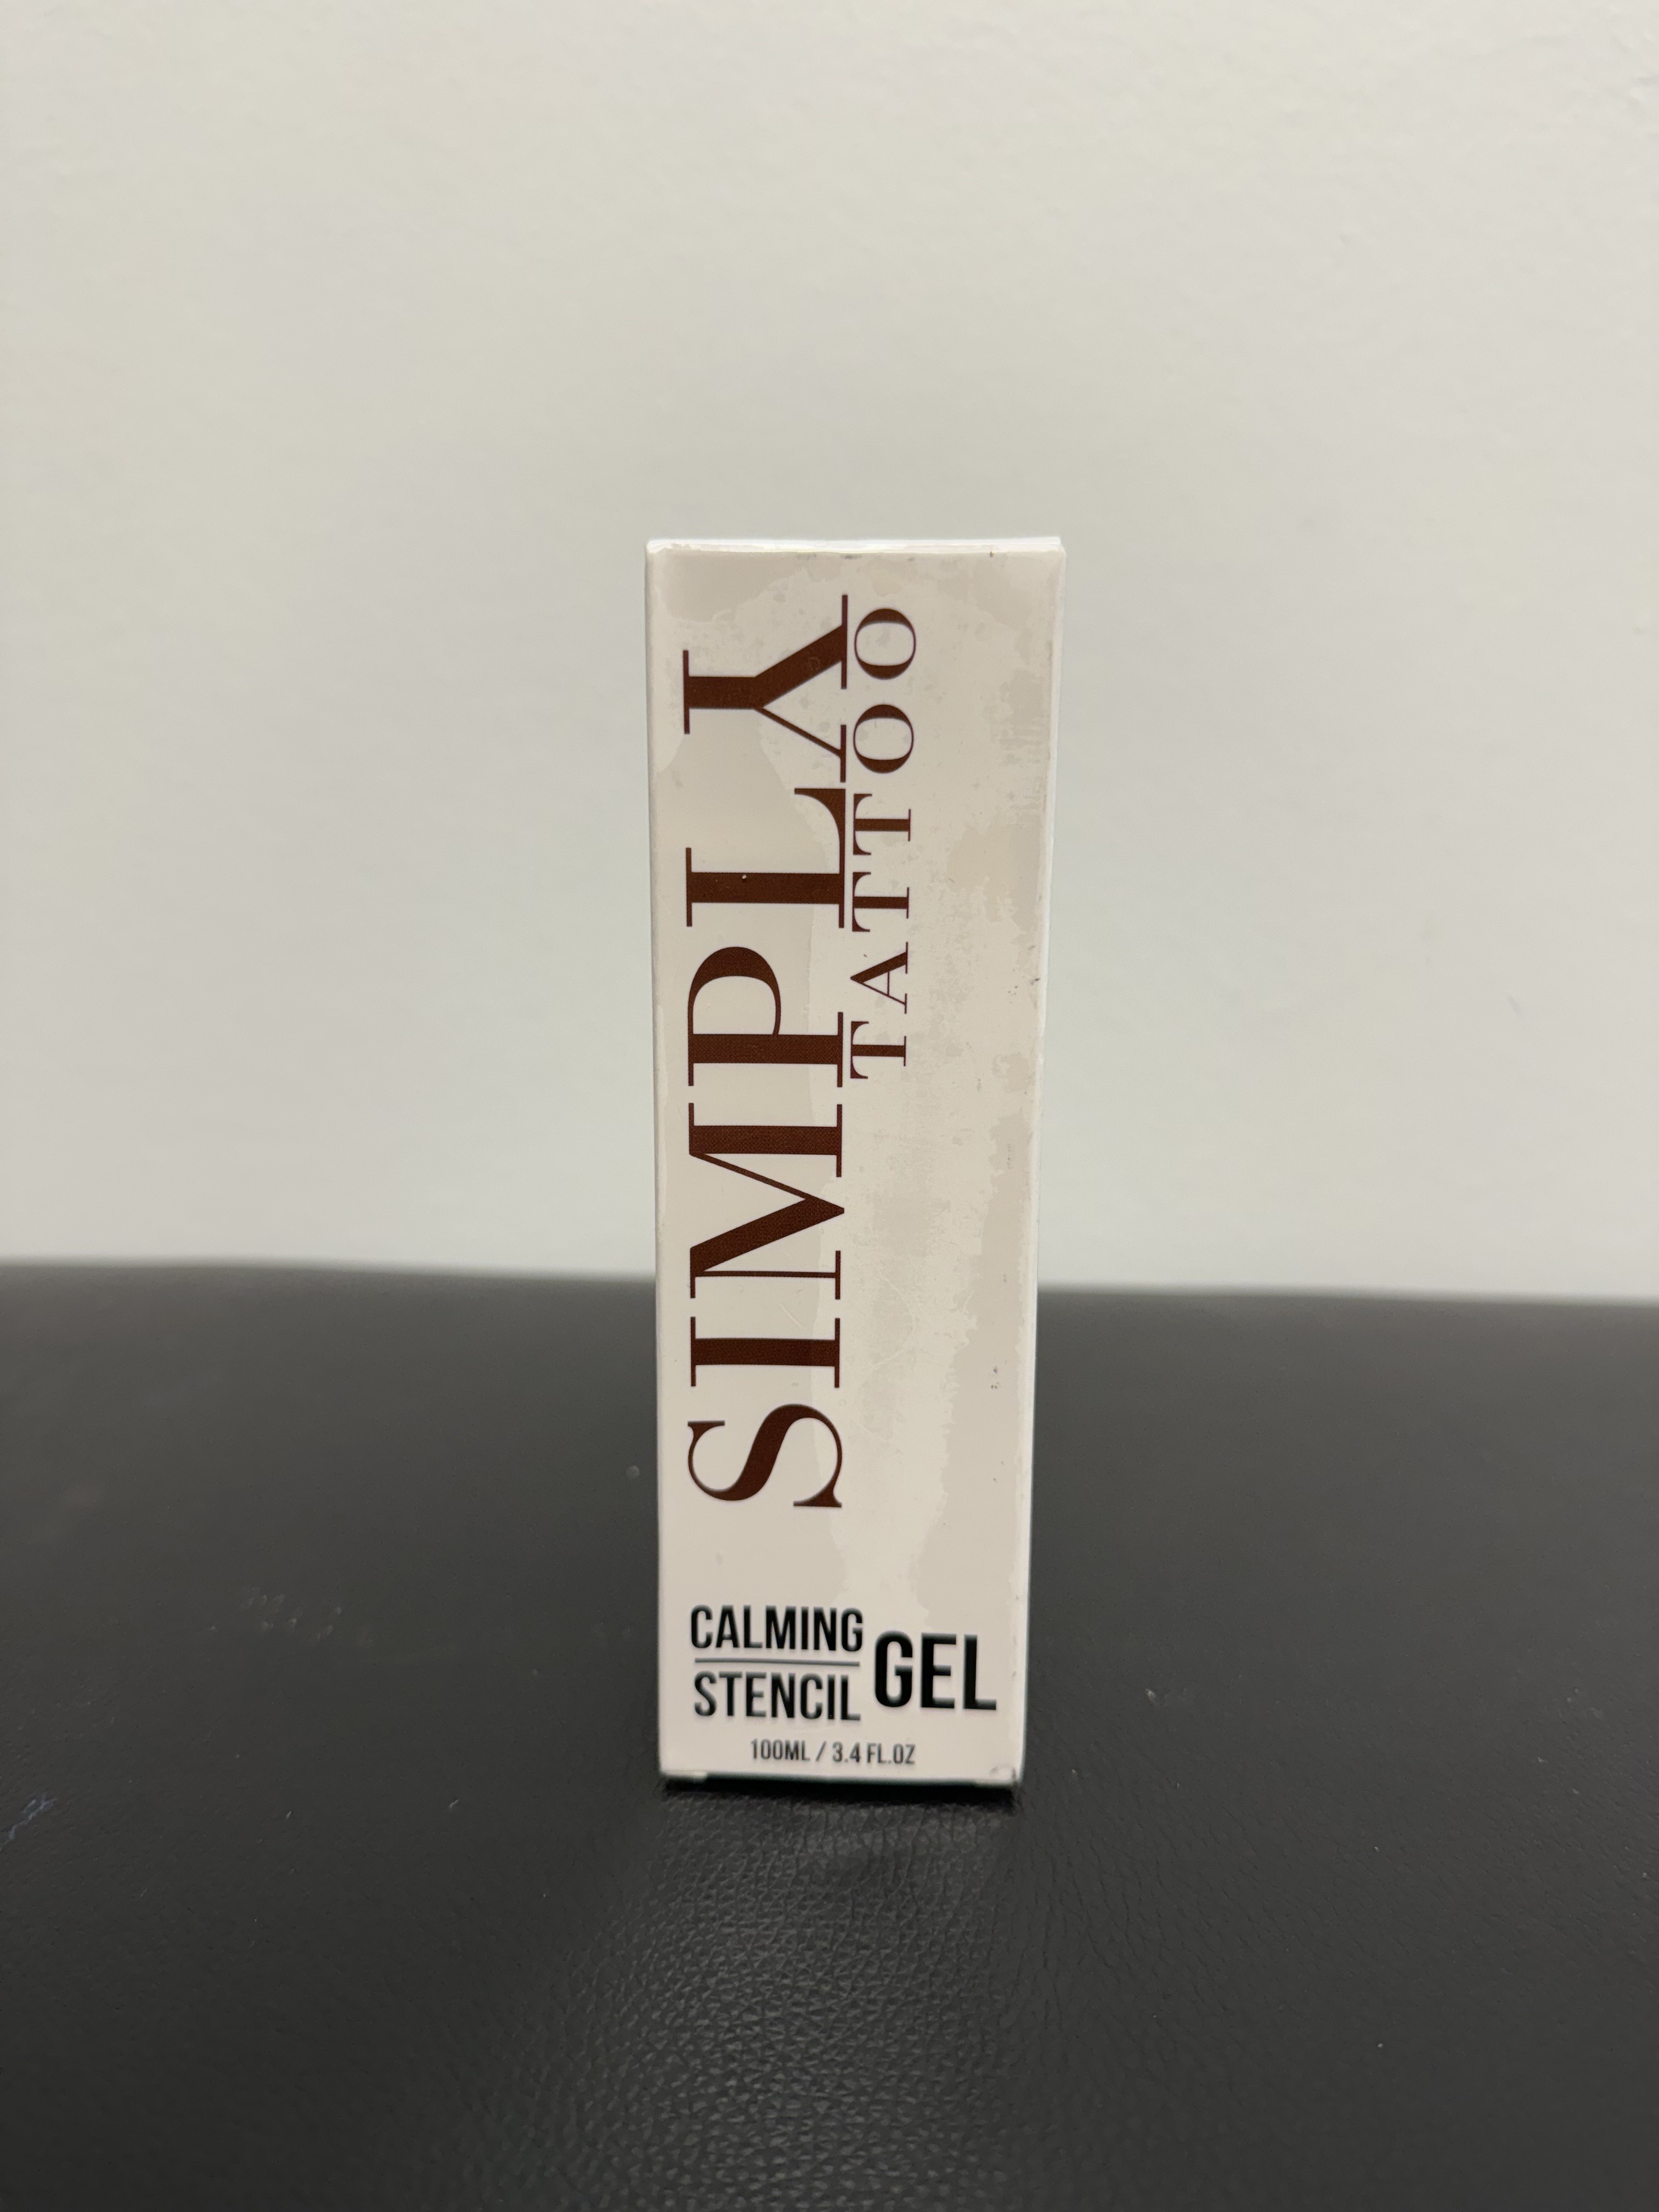 SIMPLY
TATTOO
CALMING
STENCIL
GEL
100ML / 3.4 FL.OZ